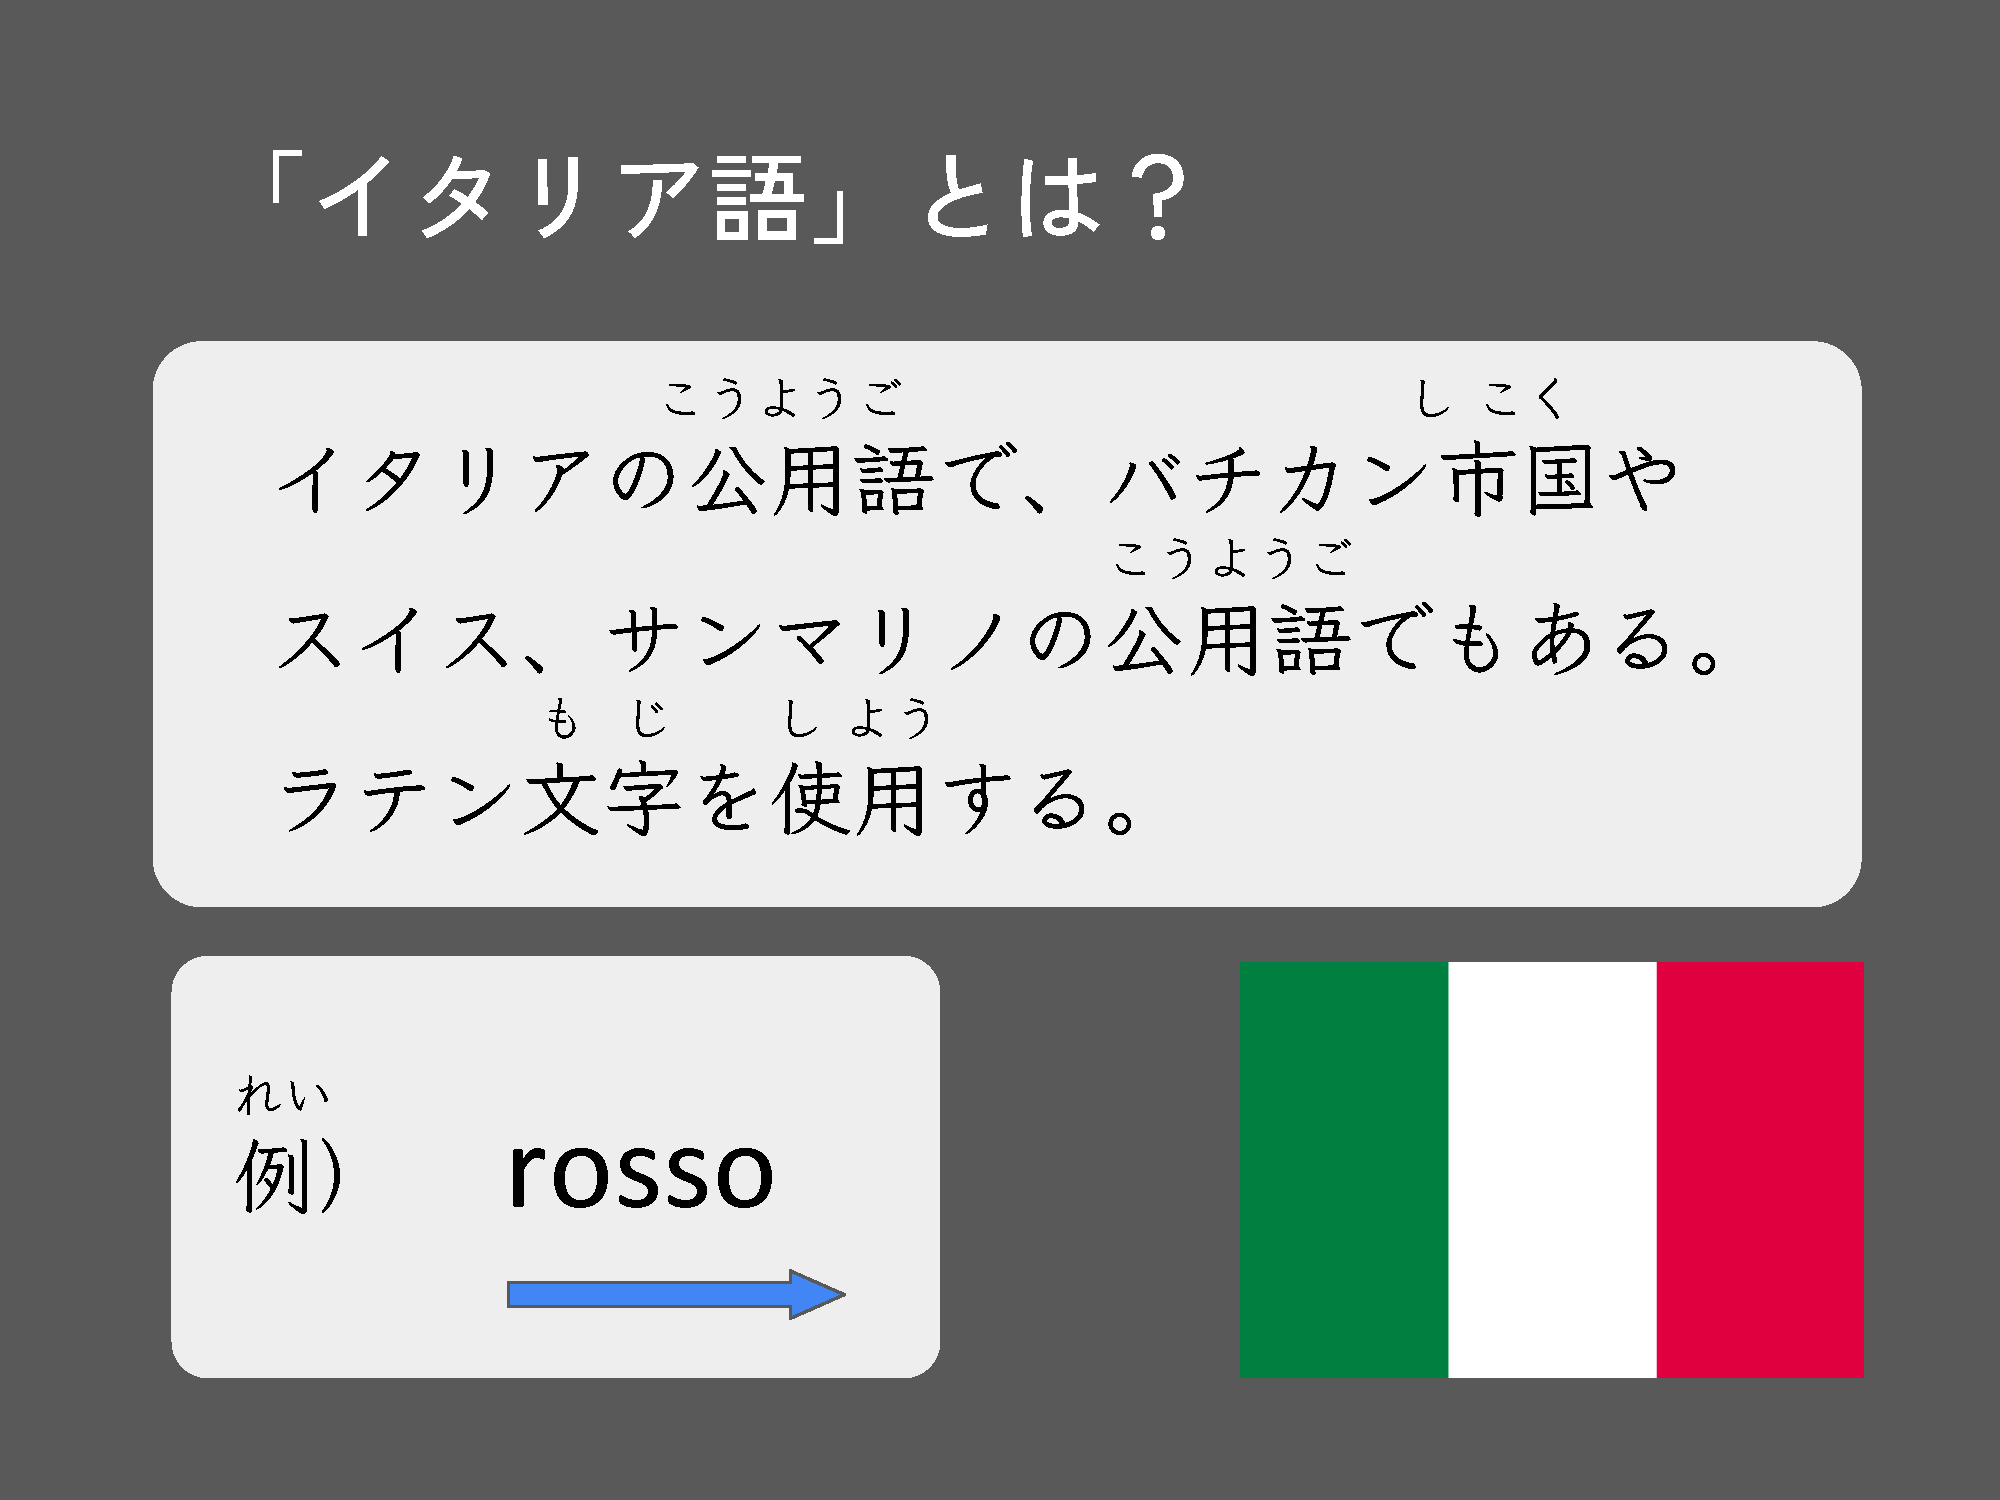 「イタリア語」とは？
こうようご しこく
イタリアの公用語で、バチカン市国や
こうようご
スイス、サンマリノの公用語でもある。
もじ しよう
ラテン文字を使用する。
れい
例) rosso